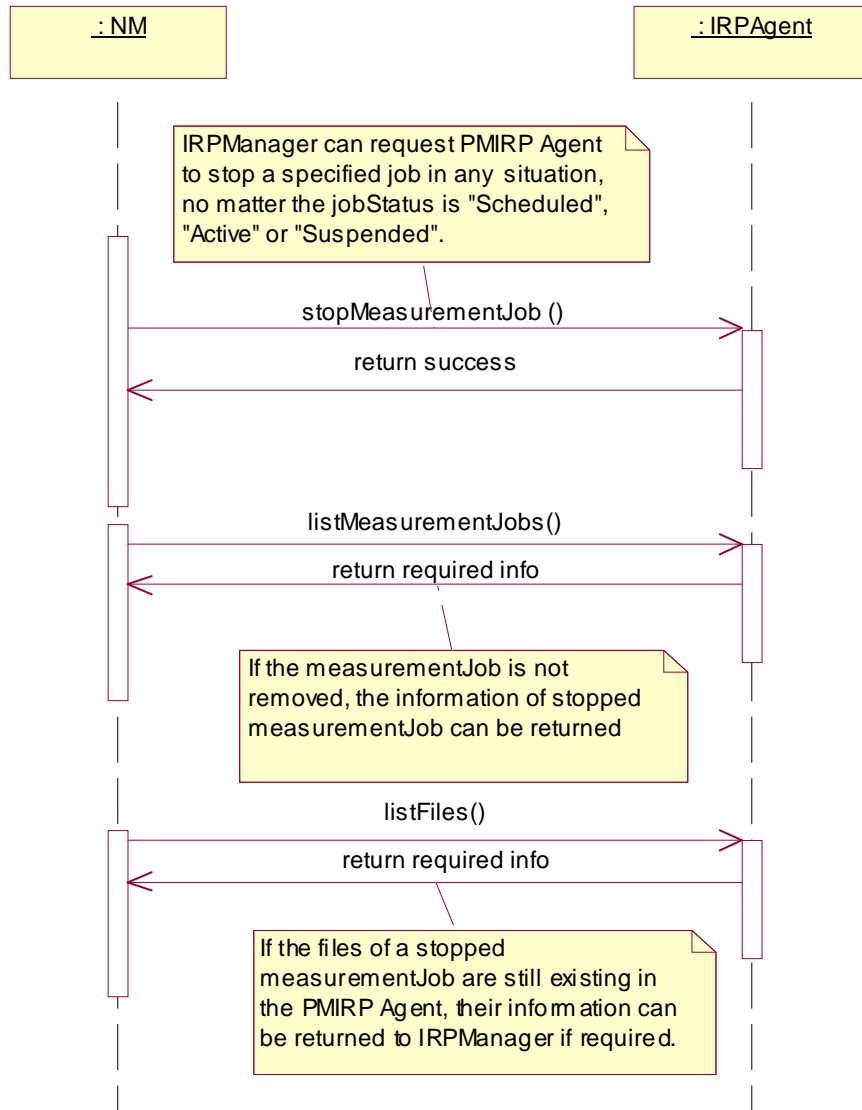 : NM
: IRPAgent
IRPManager can request PMIRP Agent
to stop a specified job in any situation,
no matter the jobStatus is "Scheduled",
"Active" or "Suspended".
stopMeasurementJob ()
return success
listMeasurementJobs()
return required info
If the measurementJob is not
removed, the information of stopped
measurementJob can be returned
listFiles()
return required info
If the files of a stopped
measurementJob are still existing in
the PMIRP Agent, their information can
be returned to IRPManager if required.